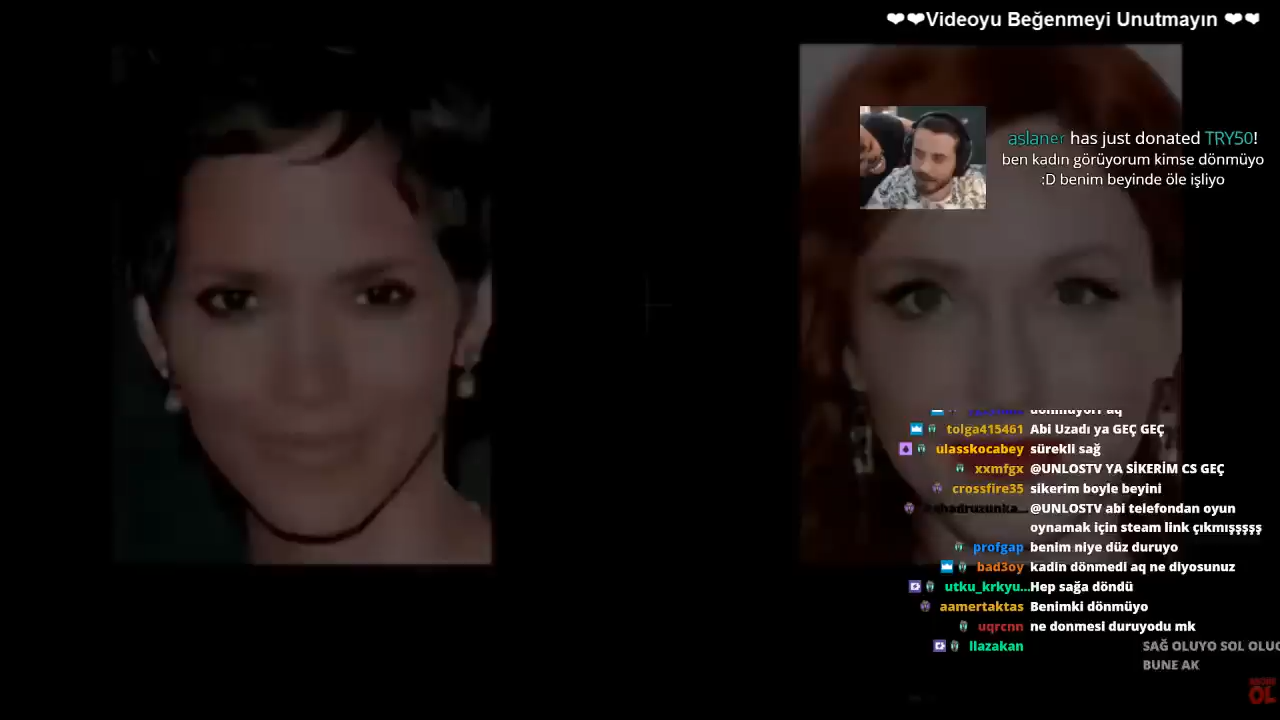 ❤❤Videoyu Beğenmeyi Unutmayın ❤❤
aslaner has just donated TRY50!
ben kadın görüyorum kimse dönmüyo
:D benim beyinde öle işliyo
tolga415461 Abi Uzadı ya GEÇ GEÇ
ulasskocabey sürekli sağ
xxmfgx @UNLOSTV YA SİKERİM CS GEÇ
crossfire35 sikerim boyle beyini
@UNLOSTV abi telefondan oyun
oynamak için steam link çıkmışşşşş
profgap benim niye düz duruyo
bad3oy kadin dönmedi aq ne diyosunuz
utku_krkyu... Hep sağa döndü
aamertaktas Benimki dönmüyo
uqrcnn ne donmesi duruyodu mk
llazakan SAĞ OLUYO SOL OLUO
BUNE AK
OL